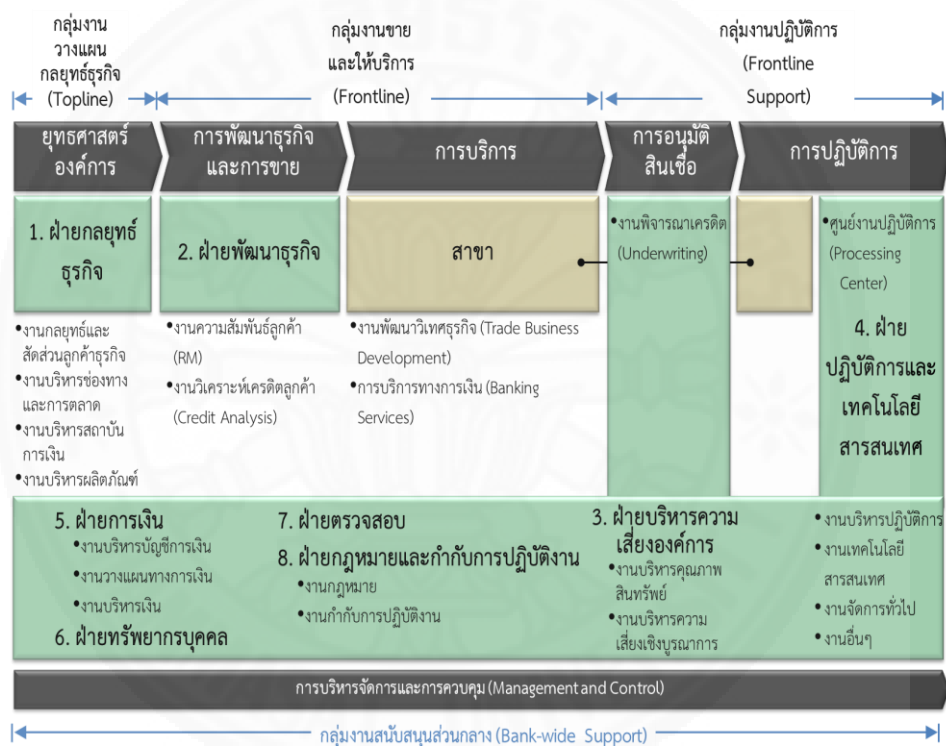 กลุ่มงาน
วางแผน
กลยุทธ์ธุรกิจ
(Topline)
กลุ่มงานขาย
และให้บริการ
(Frontline)
กลุ่มงานปฏิบัติการ
(Frontline
Support)
ยุทธศาสตร์
องค์การ
การพัฒนาธุรกิจ
และการขาย
การบริการ
การอนุมัติ
สินเชื่อ
การปฏิบัติการ
1. ฝ่ายกลยุทธ์
ธุรกิจ
2. ฝ่ายพัฒนาธุรกิจ
สาขา
•งานพิจารณาเครดิต
(Underwriting)
•ศูนย์งานปฏิบัติการ
(Processing
Center)
•งานกลยุทธ์และ
สัดส่วนลูกค้าธุรกิจ
•งานบริหารช่องทาง
และการตลาด
•งานบริหารสถาบัน
การเงิน
•งานบริหารผลิตภัณฑ์
•งานความสัมพันธ์ลูกค้า
(RM)
•งานวิเคราะห์เครดิตลูกค้า
(Credit Analysis)
•งานพัฒนาวิเทศธุรกิจ (Trade Business
Development)
•การบริการทางการเงิน (Banking
Services)
4. ฝ่าย
ปฏิบัติการและ
เทคโนโลยี
สารสนเทศ
5. ฝ่ายการเงิน
•งานบริหารบัญชีการเงิน
•งานวางแผนทางการเงิน
•งานบริหารเงิน
6. ฝ่ายทรัพยากรบุคคล
7. ฝ่ายตรวจสอบ
8. ฝ่ายกฎหมายและกำกับการปฏิบัติงาน
•งานกฎหมาย
•งานกำกับการปฏิบัติงาน
3. ฝ่ายบริหารความ
เสี่ยงองค์การ
•งานบริหารคุณภาพ
สินทรัพย์
•งานบริหารความ
เสี่ยงเชิงบูรณาการ
•งานบริหารปฏิบัติการ
•งานเทคโนโลยี
สารสนเทศ
•งานจัดการทั่วไป
•งานอื่นๆ
การบริหารจัดการและการควบคุม (Management and Control)
กลุ่มงานสนับสนุนส่วนกลาง (Bank-wide Support)